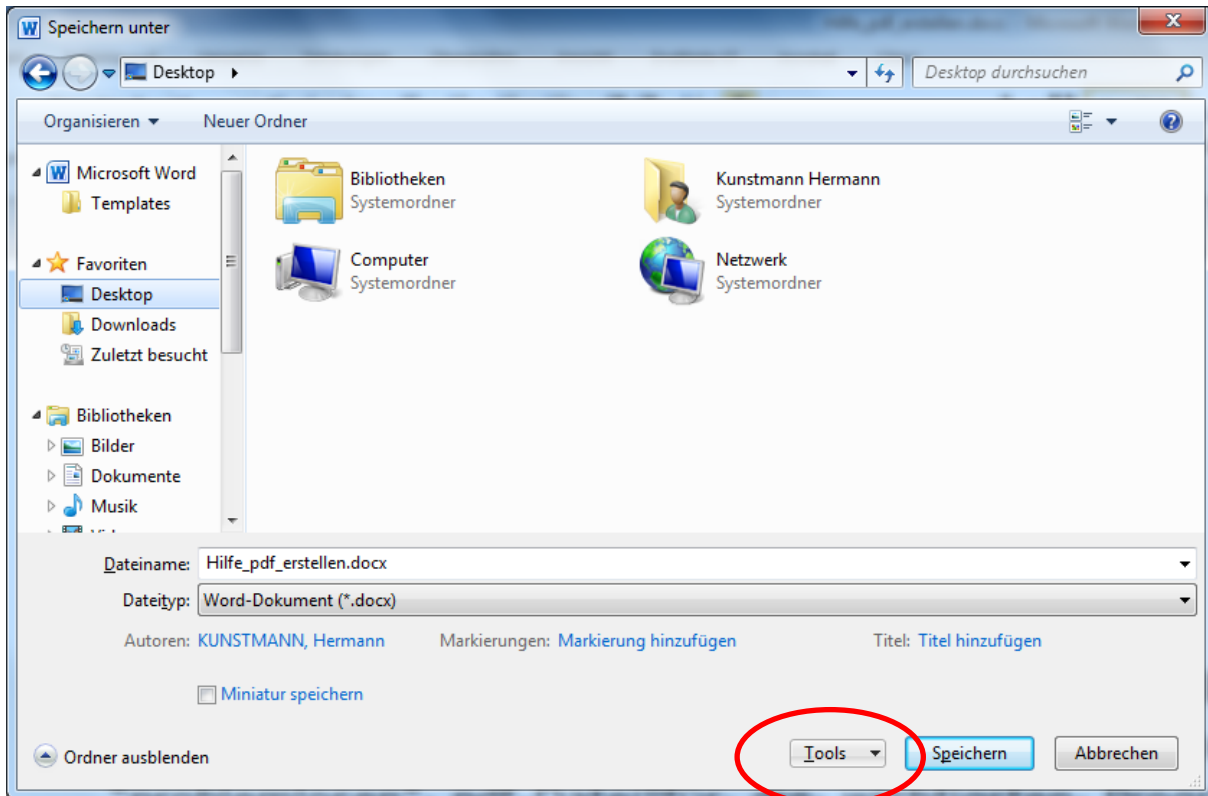 Speichern unter
Desktop
Desktop durchsuchen
Organisieren
Neuer Ordner
Microsoft Word
Templates
Favoriten
Desktop
Downloads
Zuletzt besucht
Bibliotheken
Bilder
Dokumente
Musik
Bibliotheken
Systemordner
Kunstmann Hermann
Systemordner
Computer
Systemordner
Netzwerk
Systemordner
Dateiname: Hilfe_pdf_erstellen.docx
Dateityp: Word-Dokument (*.docx)
Autoren: KUNSTMANN, Hermann Markierungen: Markierung hinzufügen Titel: Titel hinzufügen
Miniatur speichern
Ordner ausblenden
Tools
Speichern
Abbrechen